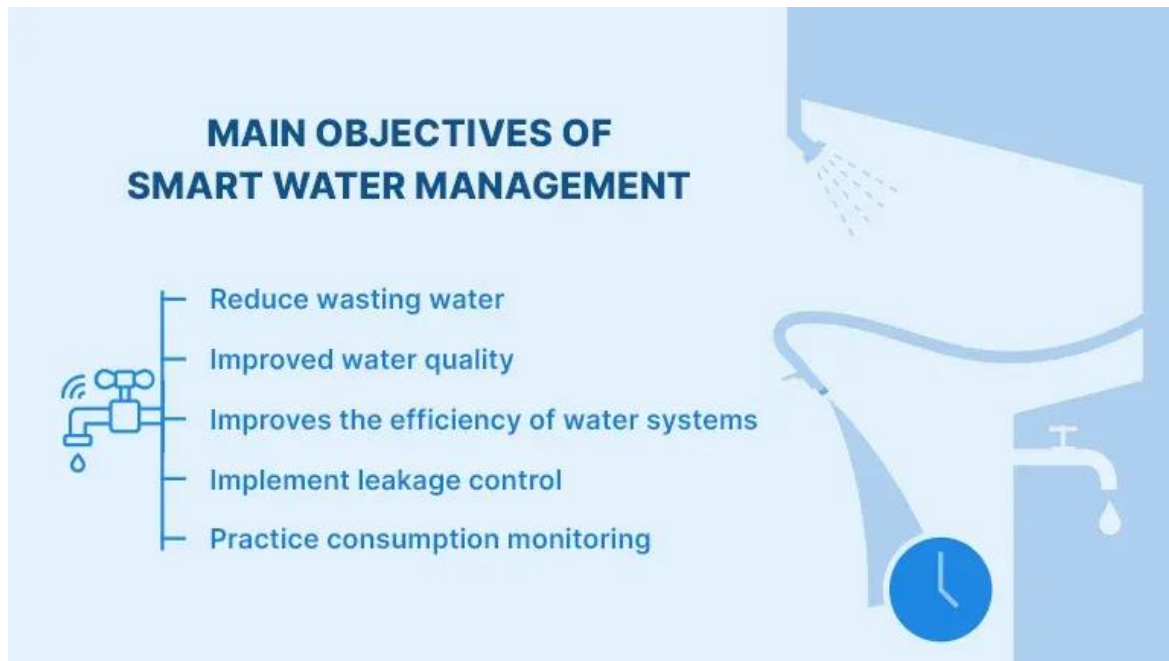 MAIN OBJECTIVES OF
SMART WATER MANAGEMENT
Reduce wasting water
Improved water quality
Improves the efficiency of water systems
Implement leakage control
Practice consumption monitoring